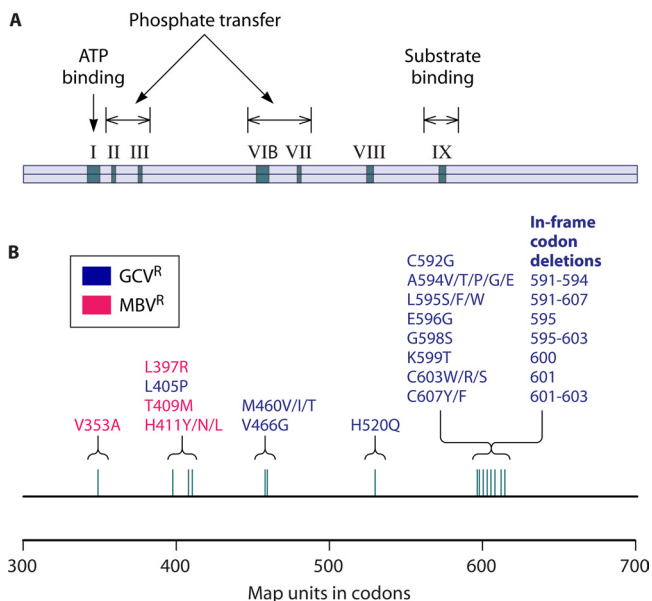 A
Phosphate transfer
ATP
binding
Substrate
binding
I II III VIB VII VIII IX
B
GCVᴿ
MBVᴿ
In-frame
codon
deletions
C592G
A594V/T/P/G/E 591-594
L595S/F/W 591-607
E596G 595
G598S 595-603
K599T 600
C603W/R/S 601
C607Y/F 601-603
V353A
L397R
L405P
T409M
H411Y/N/L
M460V/I/T
V466G
H520Q
300 400 500 600 700
Map units in codons